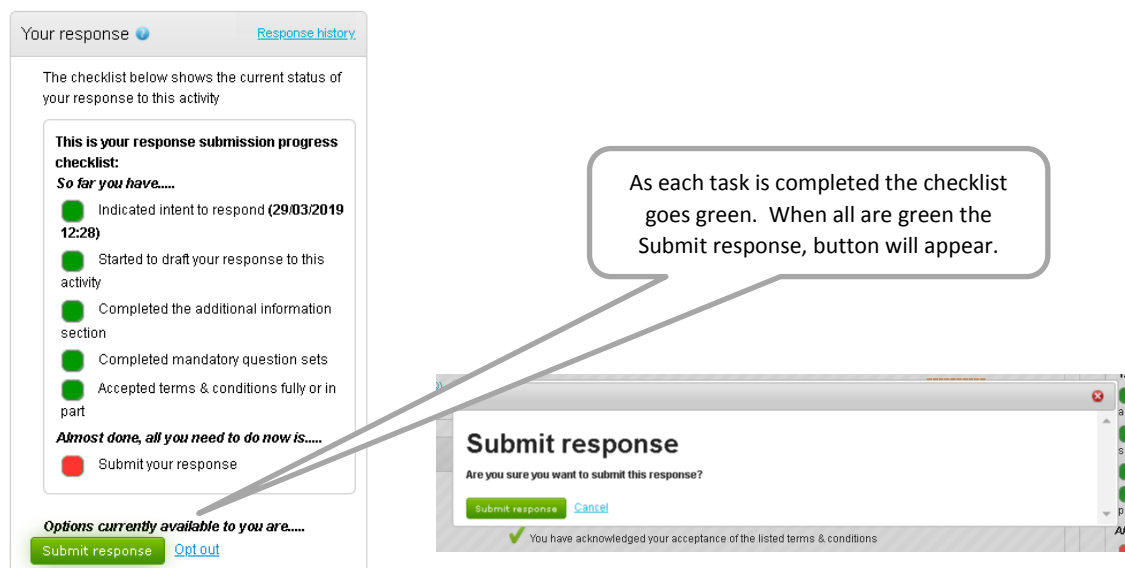 Your response
Response history
The checklist below shows the current status of
your response to this activity
This is your response submission progress
checklist:
So far you have.....
Indicated intent to respond (29/03/2019
12:28)
Started to draft your response to this
activity
Completed the additional information
section
Completed mandatory question sets
Accepted terms & conditions fully or in
part
Almost done, all you need to do now is.....
Submit your response
Options currently available to you are.....
Submit response Opt out
As each task is completed the checklist
goes green.  When all are green the
Submit response, button will appear.
Submit response
Are you sure you want to submit this response?
Submit response Cancel
You have acknowledged your acceptance of the listed terms & conditions